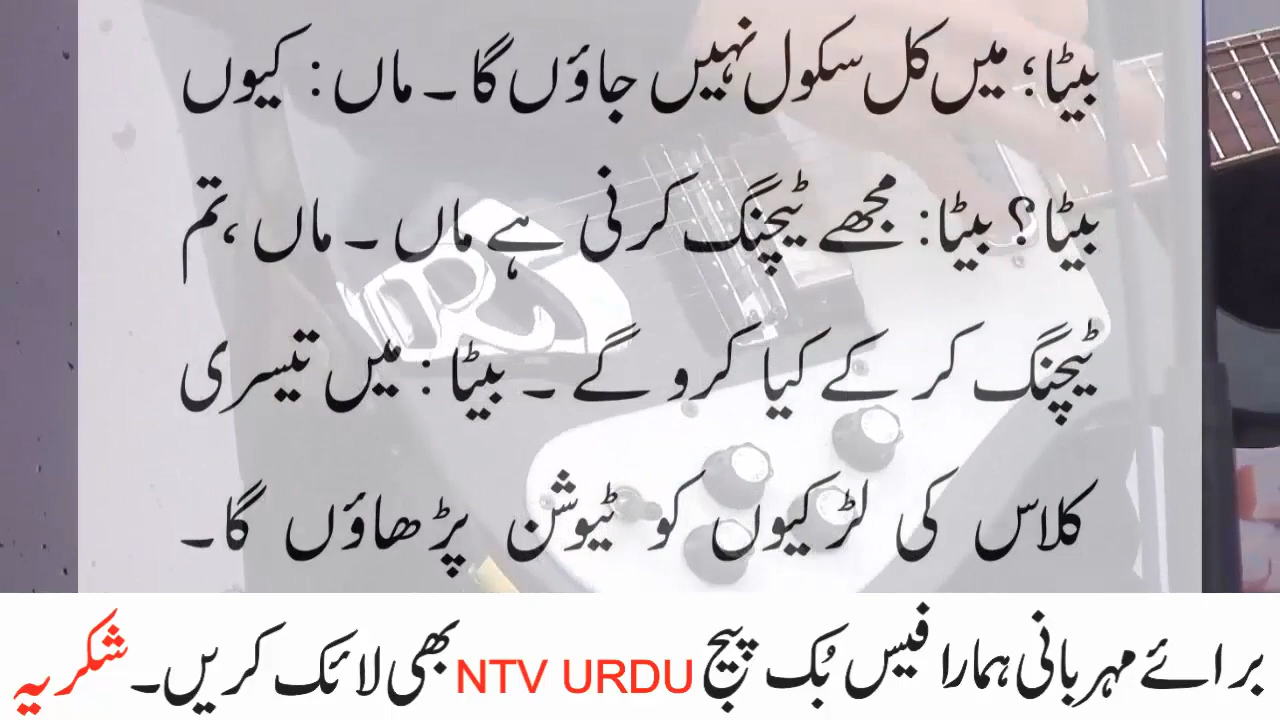 بیٹا؛ میں کل سکول نہیں جاؤں گا۔ ماں: کیوں
بیٹا؟ بیٹا: مجھے ٹیچنگ کرنی ہے ماں۔ ماں، تم
ٹیچنگ کر کے کیا کرو گے۔ بیٹا: میں تیسری
کلاس کی لڑکیوں کو ٹیوشن پڑھاؤں گا۔
برائے مہربانی ہمارا فیس بُک پیج NTV URDU بھی لائک کریں۔ شکریہ